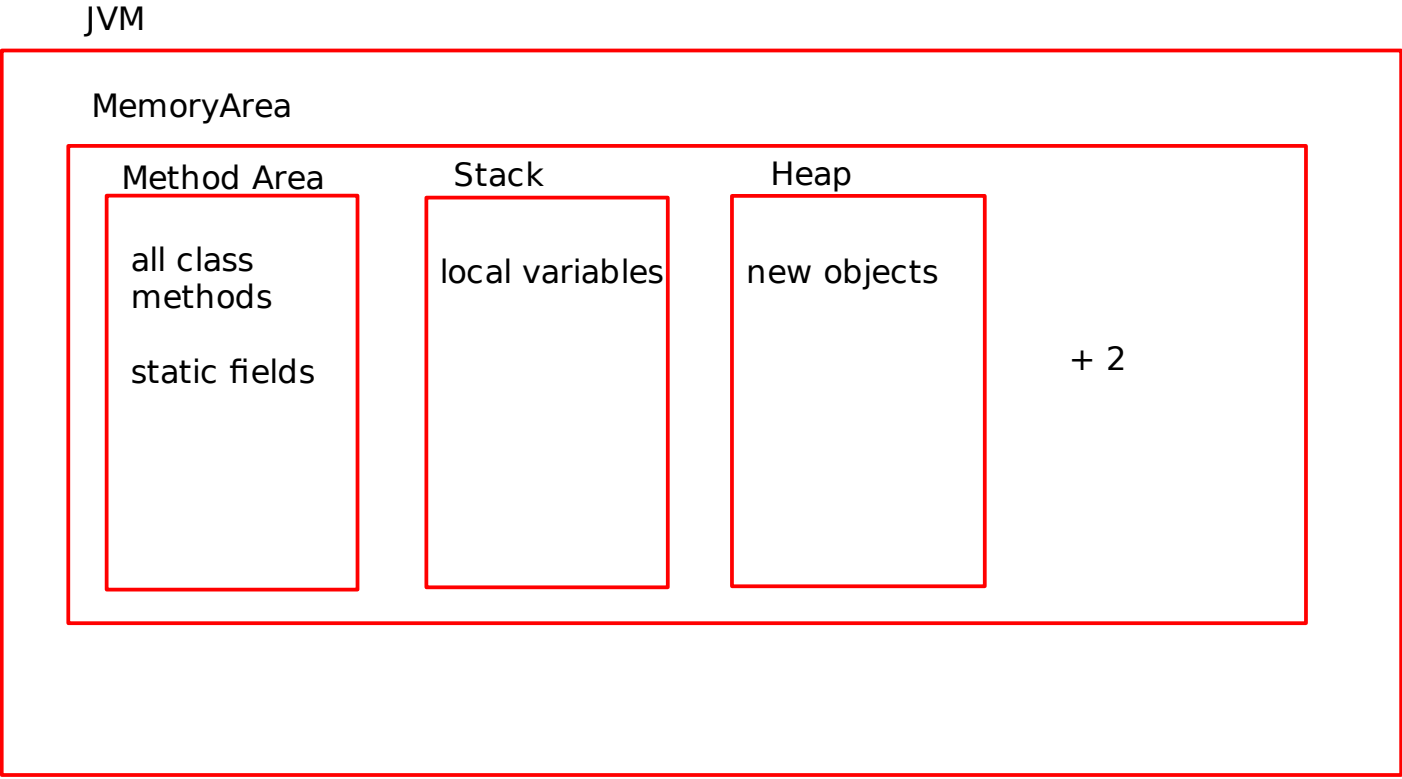 JVM
MemoryArea
Method Area
all class
methods
static fields
Stack
local variables
Heap
new objects
+ 2